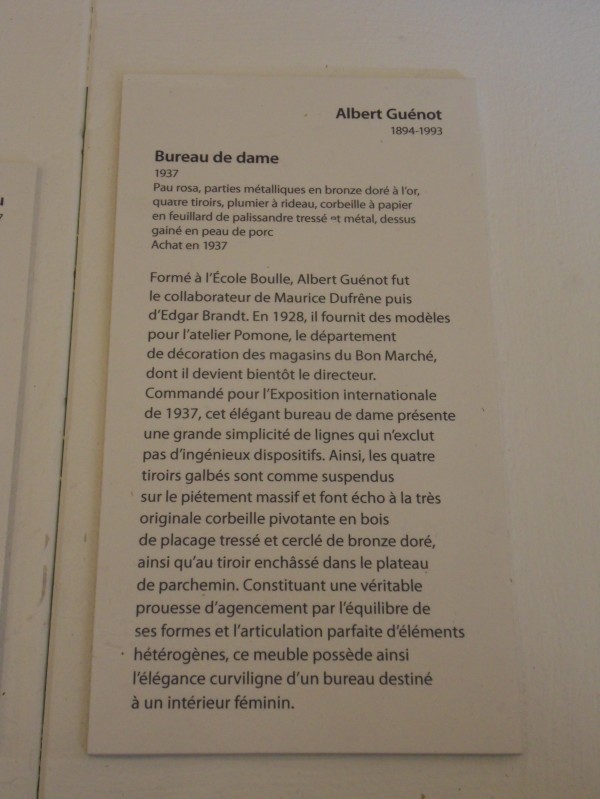 Albert Guénot
1894-1993
Bureau de dame
1937
Pau rosa, parties métalliques en bronze doré à l'or,
quatre tiroirs, plumier à rideau, corbeille à papier
en feuillard de palissandre tressé et métal, dessus
gainé en peau de porc
Achat en 1937
Formé à l'École Boulle, Albert Guénot fut
le collaborateur de Maurice Dufrêne puis
d'Edgar Brandt. En 1928, il fournit des modèles
pour l'atelier Pomone, le département
de décoration des magasins du Bon Marché,
dont il devient bientôt le directeur.
Commandé pour l'Exposition internationale
de 1937, cet élégant bureau de dame présente
une grande simplicité de lignes qui n'exclut
pas d'ingénieux dispositifs. Ainsi, les quatre
tiroirs galbés sont comme suspendus
sur le piétement massif et font écho à la très
originale corbeille pivotante en bois
de placage tressé et cerclé de bronze doré,
ainsi qu'au tiroir enchâssé dans le plateau
de parchemin. Constituant une véritable
prouesse d'agencement par l'équilibre de
ses formes et l'articulation parfaite d'éléments
hétérogènes, ce meuble possède ainsi
l'élégance curviligne d'un bureau destiné
à un intérieur féminin.